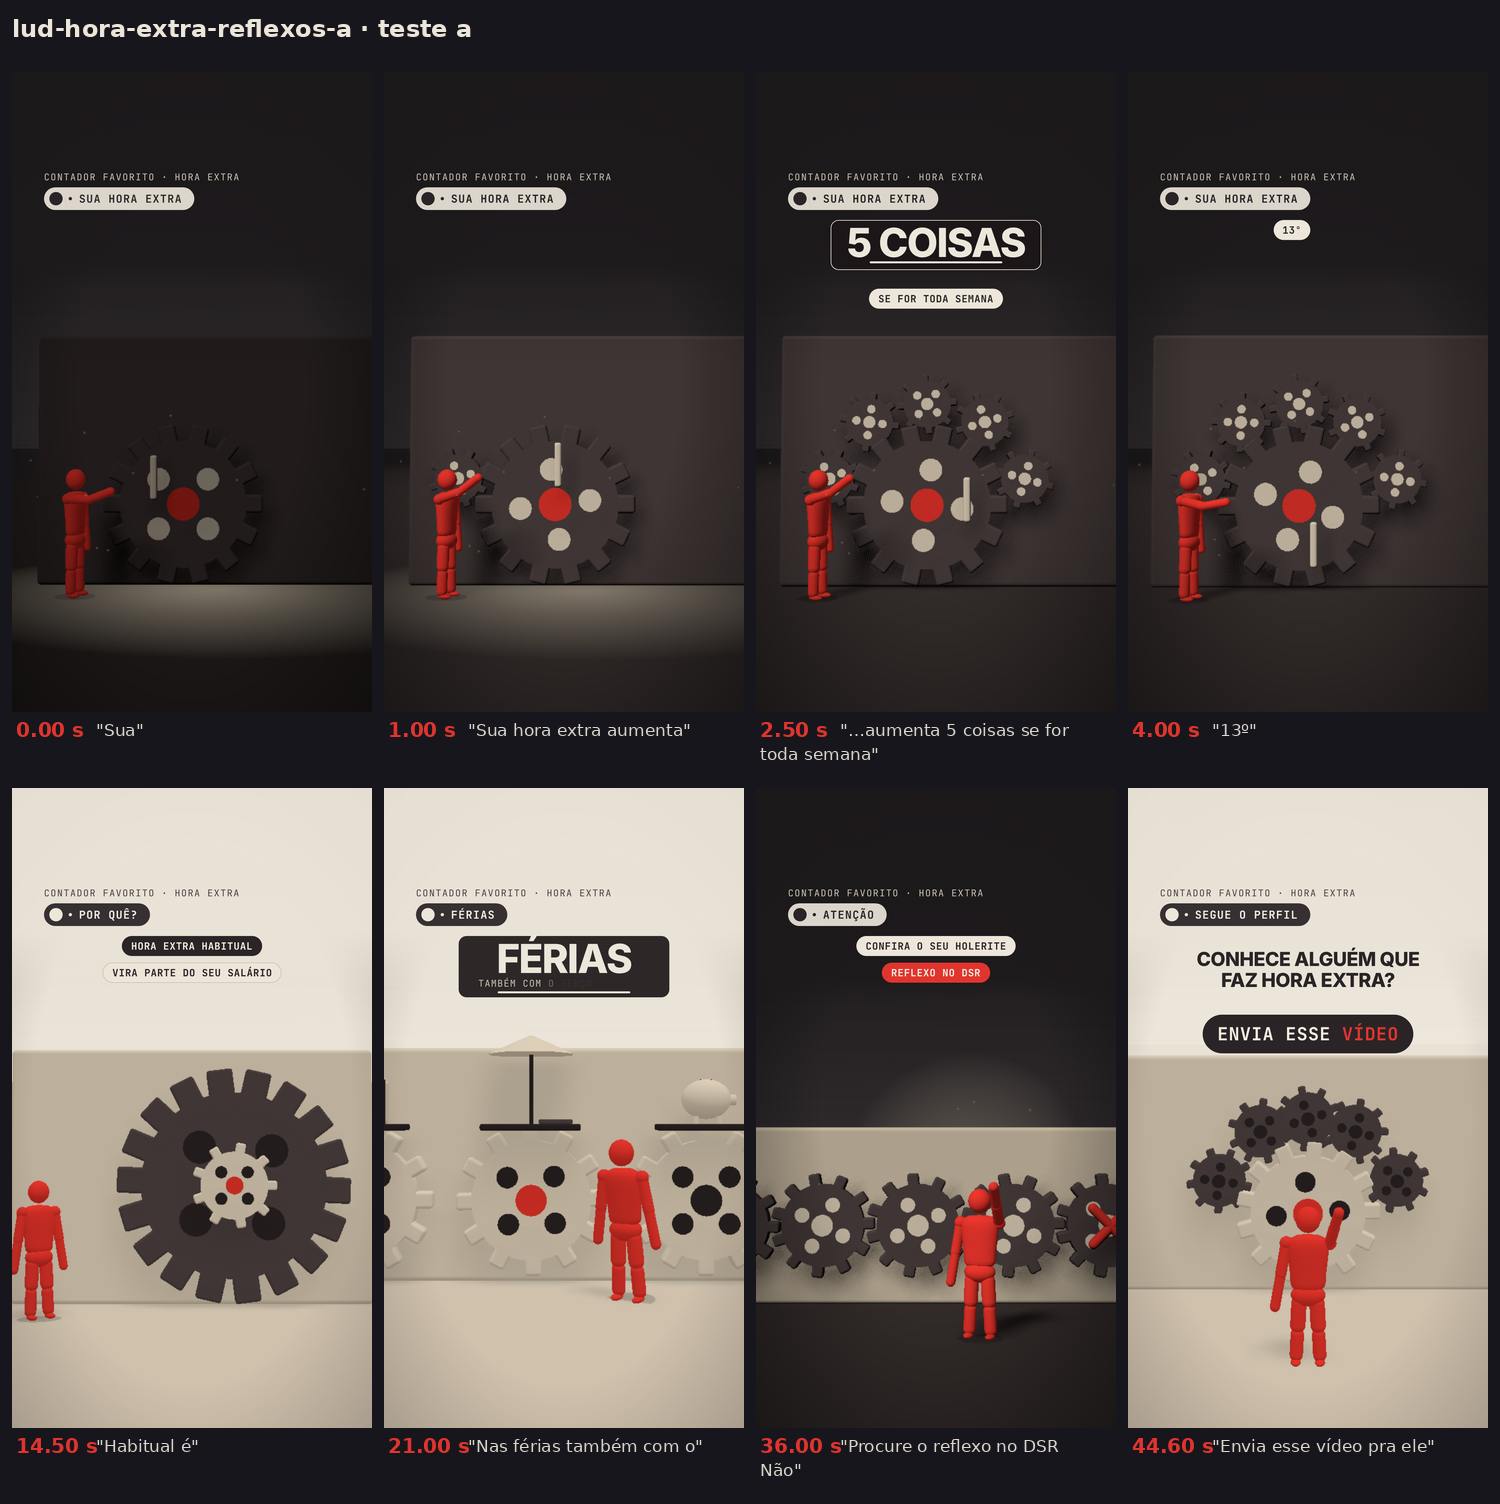 lud-hora-extra-reflexos-a · teste a
CONTADOR FAVORITO · HORA EXTRA
• SUA HORA EXTRA
0.00 s "Sua"
CONTADOR FAVORITO · HORA EXTRA
• SUA HORA EXTRA
1.00 s "Sua hora extra aumenta"
CONTADOR FAVORITO · HORA EXTRA
• SUA HORA EXTRA
5 COISAS
SE FOR TODA SEMANA
2.50 s "…aumenta 5 coisas se for
toda semana"
CONTADOR FAVORITO · HORA EXTRA
• SUA HORA EXTRA
13º
4.00 s "13º"
CONTADOR FAVORITO · HORA EXTRA
• POR QUÊ?
HORA EXTRA HABITUAL
VIRA PARTE DO SEU SALÁRIO
14.50 s "Habitual é"
CONTADOR FAVORITO · HORA EXTRA
• FÉRIAS
FÉRIAS
TAMBÉM COM O
21.00 s "Nas férias também com o"
CONTADOR FAVORITO · HORA EXTRA
• ATENÇÃO
CONFIRA O SEU HOLERITE
REFLEXO NO DSR
36.00 s "Procure o reflexo no DSR
Não"
CONTADOR FAVORITO · HORA EXTRA
• SEGUE O PERFIL
CONHECE ALGUÉM QUE
FAZ HORA EXTRA?
ENVIA ESSE VÍDEO
44.60 s "Envia esse vídeo pra ele"